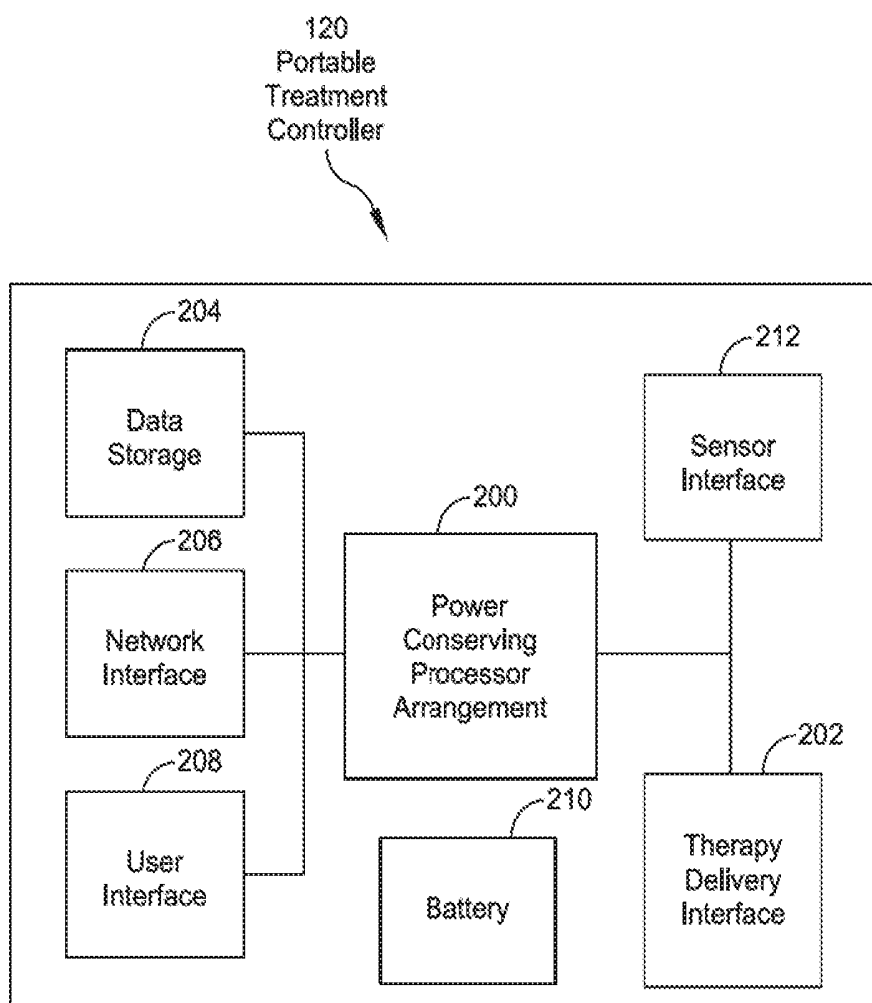 120
Portable
Treatment
Controller
204
Data
Storage
206
Network
Interface
208
User
Interface
200
Power
Conserving
Processor
Arrangement
210
Battery
212
Sensor
Interface
202
Therapy
Delivery
Interface